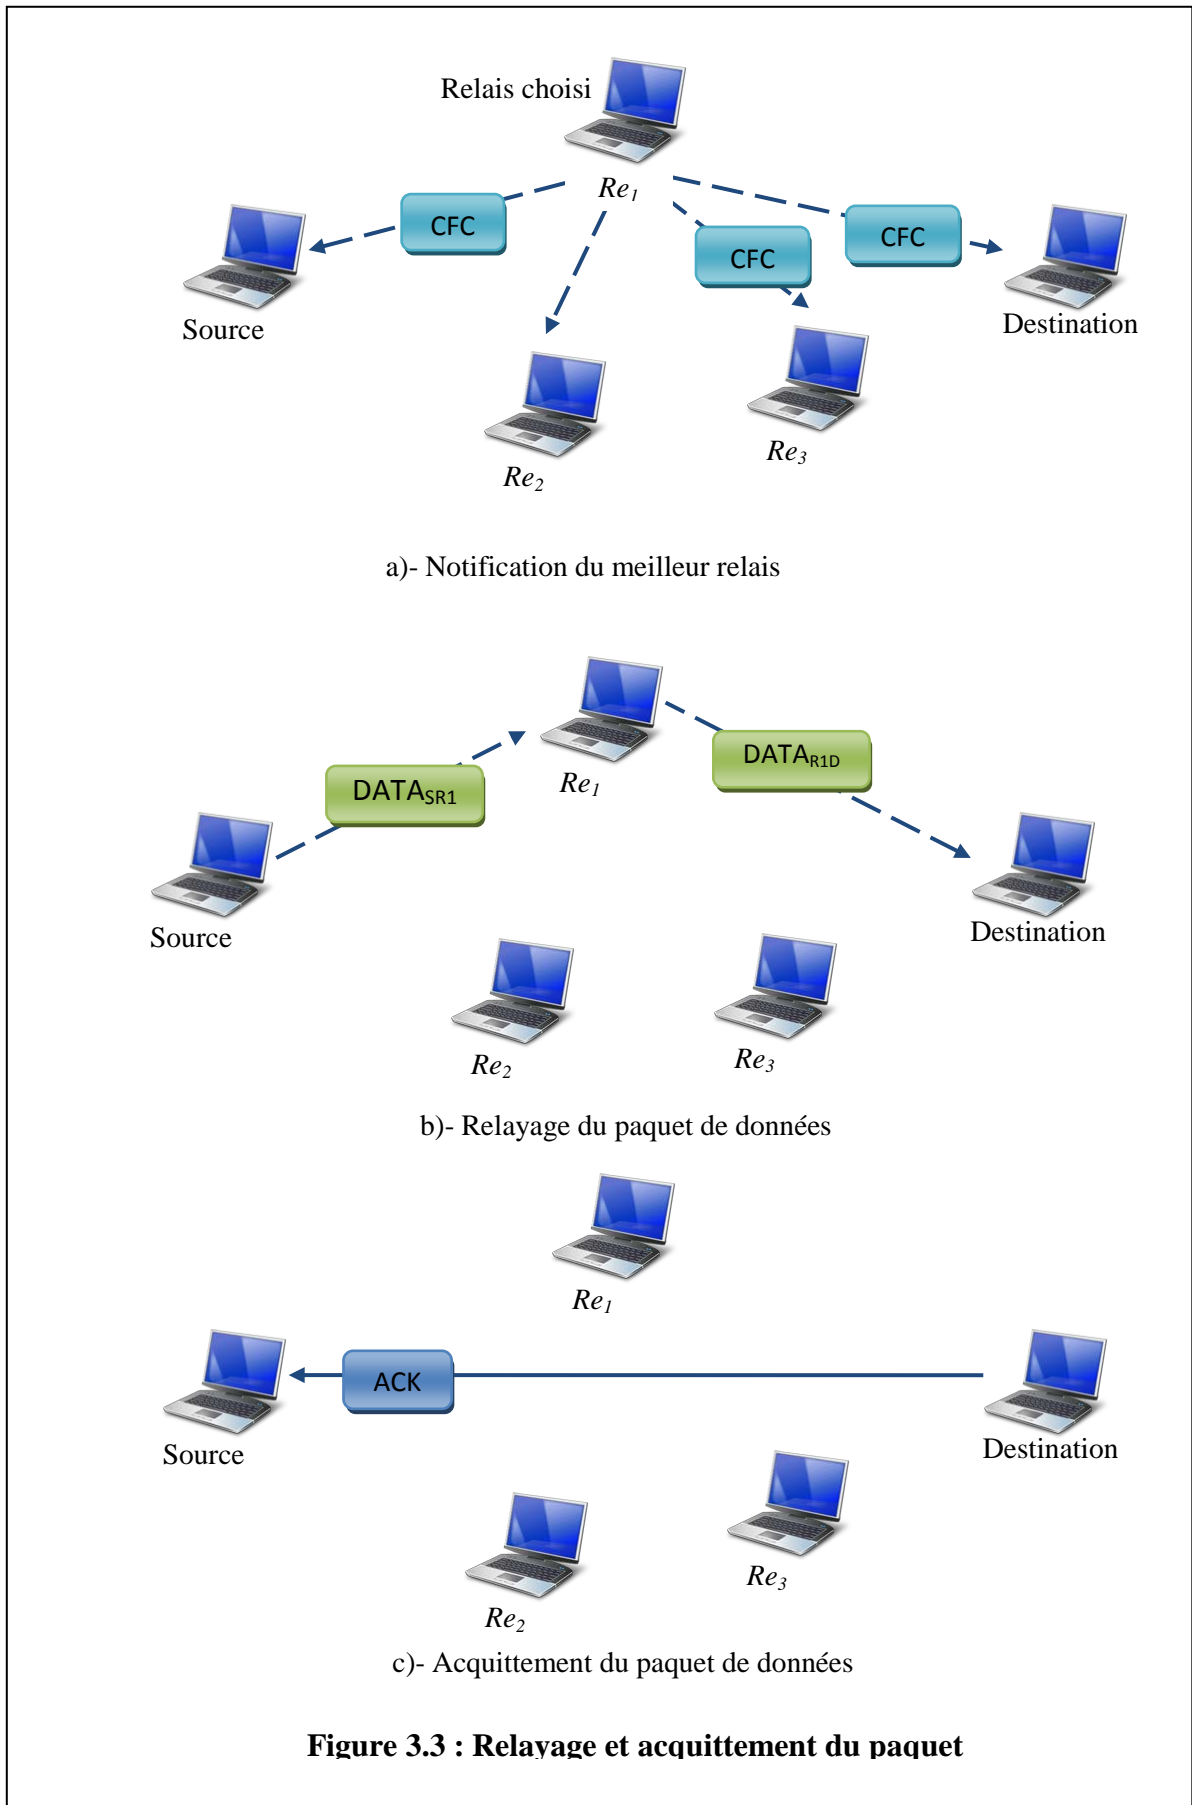 Relais choisi
Re1
CFC
CFC
CFC
Source
Destination
Re2
Re3
a)- Notification du meilleur relais
DATASR1
DATAR1D
Re1
Source
Destination
Re2
Re3
b)- Relayage du paquet de données
Re1
ACK
Source
Destination
Re3
Re2
c)- Acquittement du paquet de données
Figure 3.3 : Relayage et acquittement du paquet